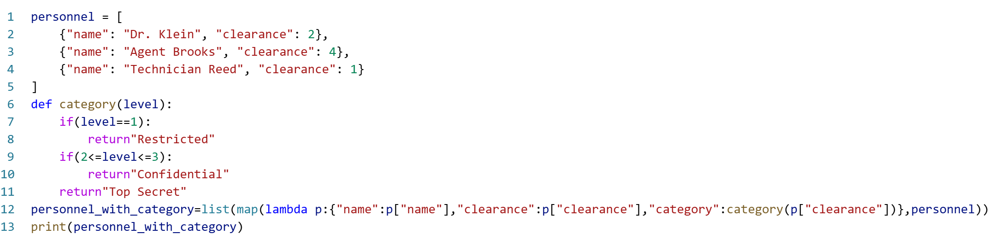 1 personnel = [
2     {"name": "Dr. Klein", "clearance": 2},
3     {"name": "Agent Brooks", "clearance": 4},
4     {"name": "Technician Reed", "clearance": 1}
5 ]
6 def category(level):
7     if(level==1):
8         return"Restricted"
9     if(2<=level<=3):
10         return"Confidential"
11     return"Top Secret"
12 personnel_with_category=list(map(lambda p:{"name":p["name"],"clearance":p["clearance"],"category":category(p["clearance"])},personnel))
13 print(personnel_with_category)